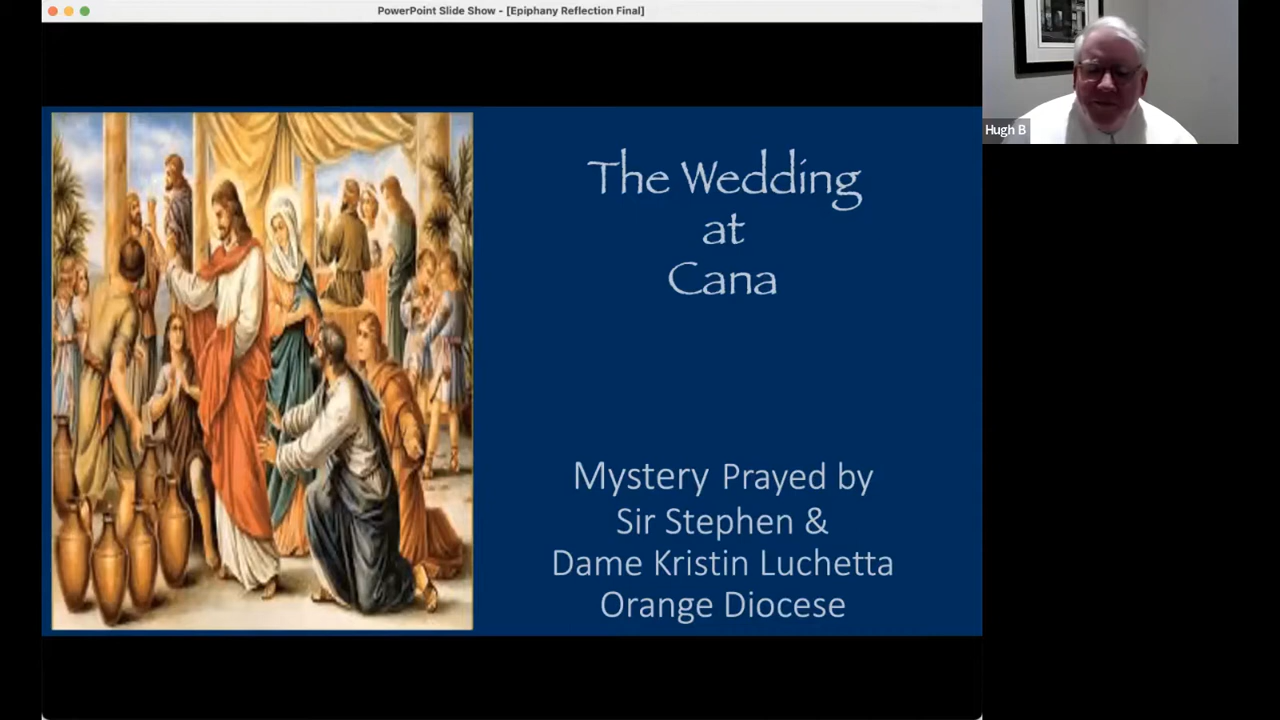 PowerPoint Slide Show - [Epiphany Reflection Final]
The Wedding
at
Cana
Mystery Prayed by
Sir Stephen &
Dame Kristin Luchetta
Orange Diocese
Hugh B